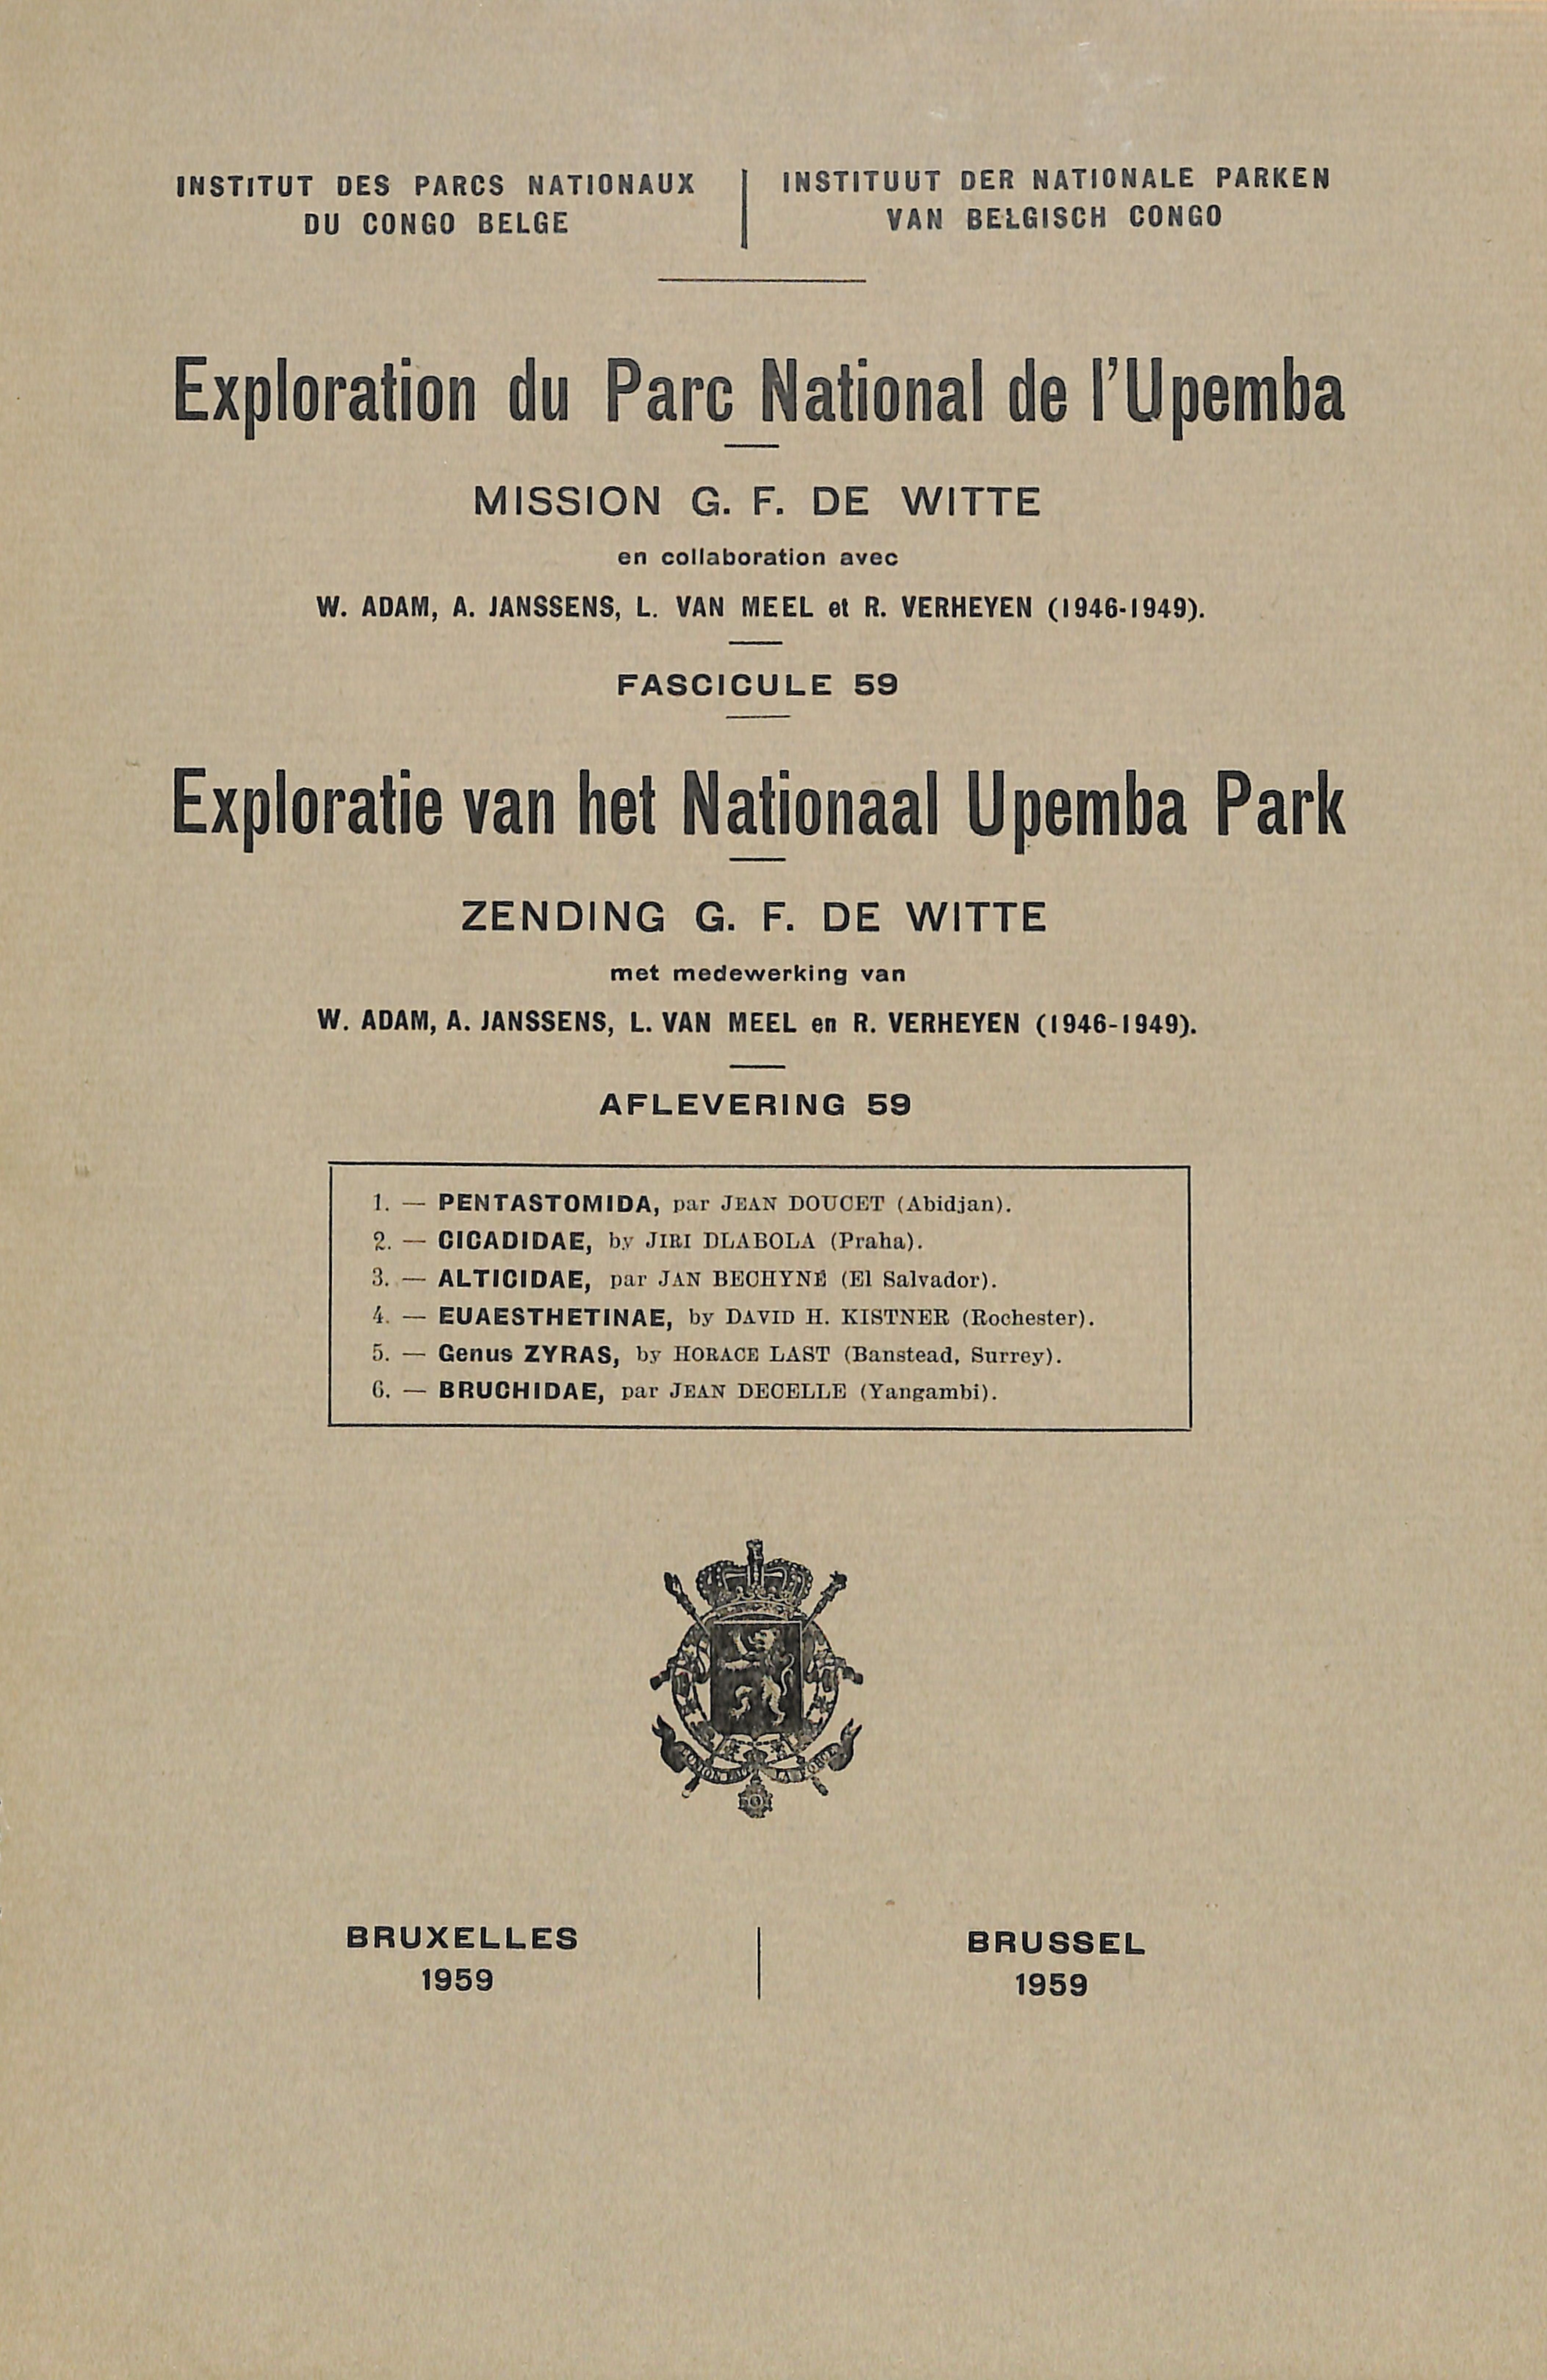 INSTITUT DES PARCS NATIONAUX
DU CONGO BELGE
INSTITUUT DER NATIONALE PARKEN
VAN BELGISCH CONGO
Exploration du Parc National de l'Upemba
MISSION G. F. DE WITTE
en collaboration avec
W. ADAM, A. JANSSENS, L. VAN MEEL et R. VERHEYEN (1946-1949).
FASCICULE 59
Exploratie van het Nationaal Upemba Park
ZENDING G. F. DE WITTE
met medewerking van
W. ADAM, A. JANSSENS, L. VAN MEEL en R. VERHEYEN (1946-1949).
AFLEVERING 59
1. — PENTASTOMIDA, par JEAN DOUCET (Abidjan).
2. — CICADIDAE, by JIRI DLABOLA (Praha).
3. — ALTICIDAE, par JAN BECHYNÉ (El Salvador).
4. — EUAESTHETINAE, by DAVID H. KISTNER (Rochester).
5. — Genus ZYRAS, by HORACE LAST (Banstead, Surrey).
6. — BRUCHIDAE, par JEAN DECELLE (Yangambi).
BRUXELLES
1959
BRUSSEL
1959